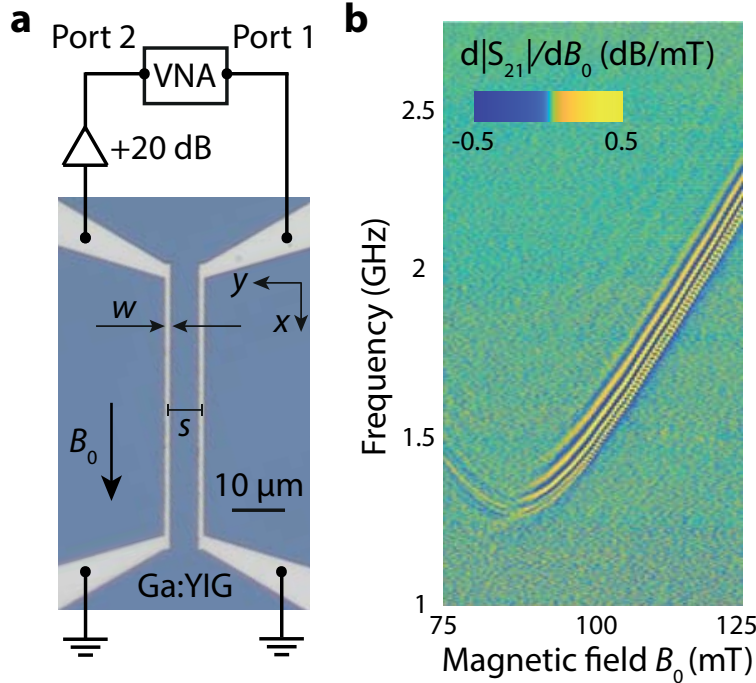 a
Port 2
Port 1
VNA
+20 dB
y
x
w
s
B₀
10 μm
Ga:YIG
b
d|S₂₁|/dB₀ (dB/mT)
-0.5
0.5
Frequency (GHz)
2.5
2
1.5
1
75
100
125
Magnetic field B₀ (mT)